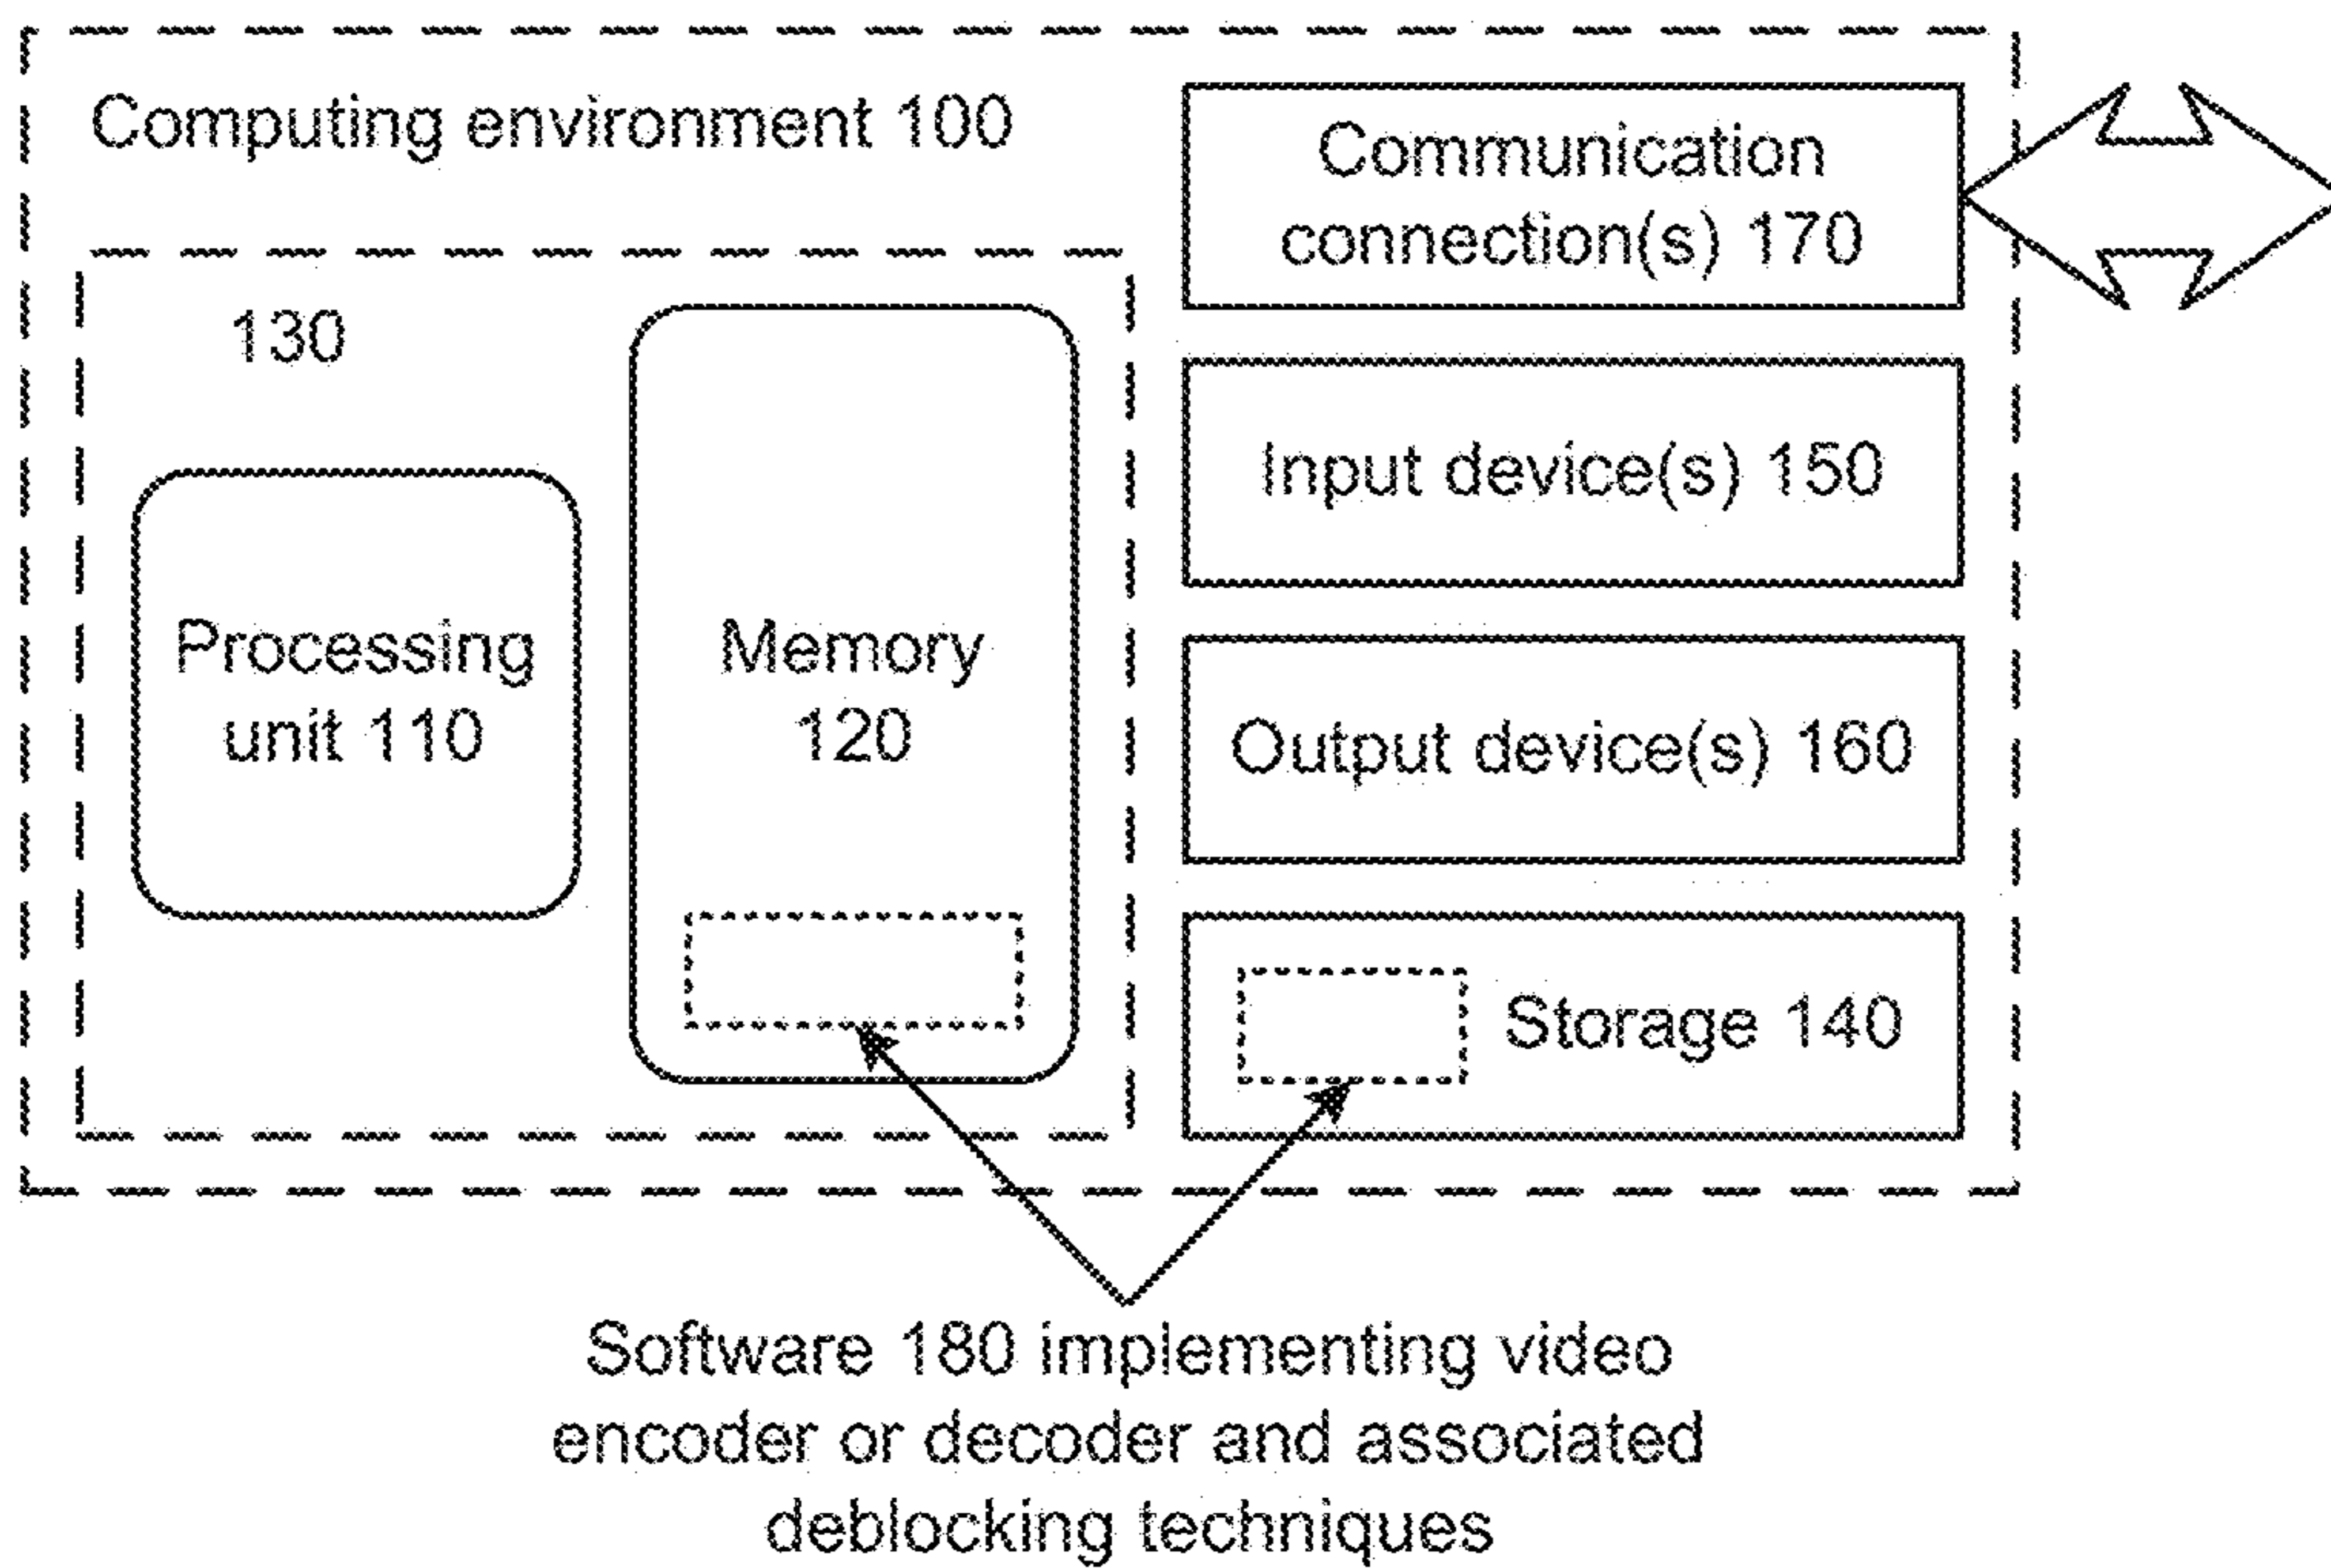 Computing environment 100
Communication
connection(s) 170
130
Input device(s) 150
Processing
unit 110
Memory
120
Output device(s) 160
Storage 140
Software 180 implementing video
encoder or decoder and associated
deblocking techniques